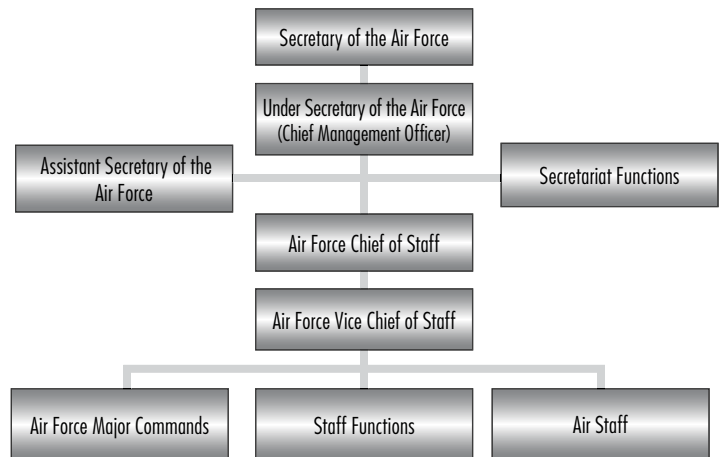 Secretary of the Air Force
Under Secretary of the Air Force
(Chief Management Officer)
Assistant Secretary of the
Air Force
Secretariat Functions
Air Force Chief of Staff
Air Force Vice Chief of Staff
Air Force Major Commands
Staff Functions
Air Staff